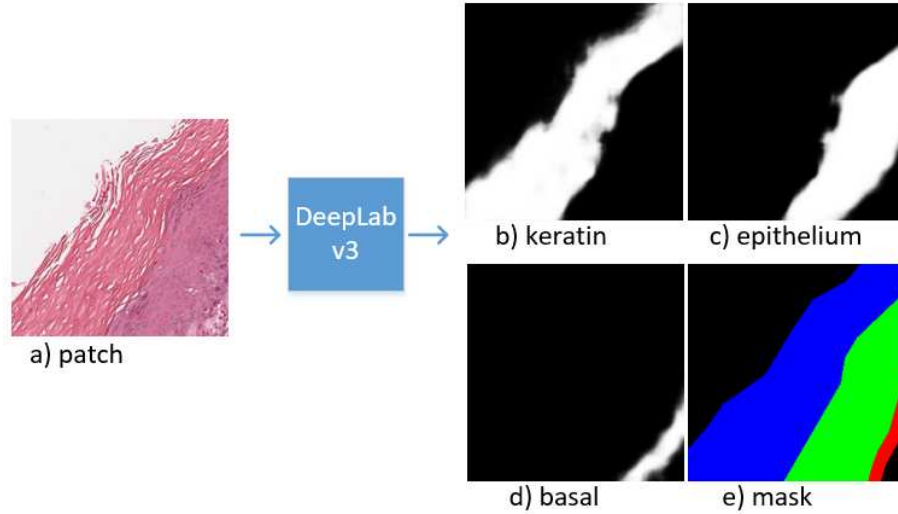 a) patch
DeepLab
v3
b) keratin
c) epithelium
d) basal
e) mask